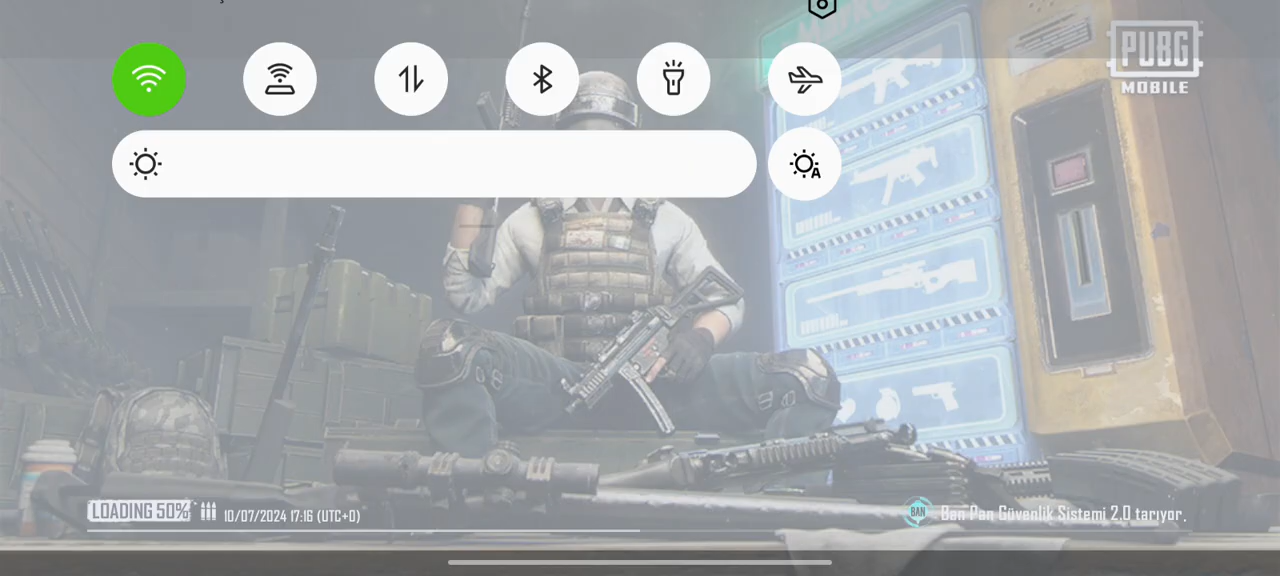 PUBG
MOBILE
A
LOADING 50% 10/07/2024 17:16 (UTC+0)
BAN Ban Pan Güvenlik Sistemi 2.0 tarıyor.